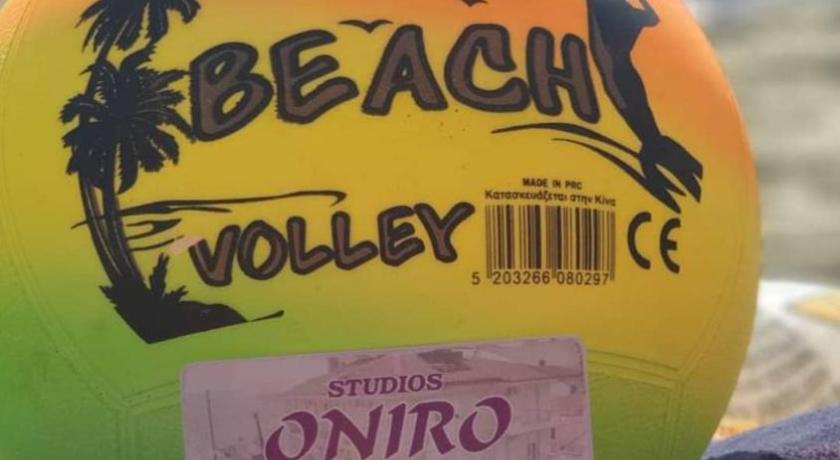 BEACH
VOLLEY
MADE IN PRC
Κατασκευάζεται στην Κίνα
5 203266 080297
CE
STUDIOS
ONIRO